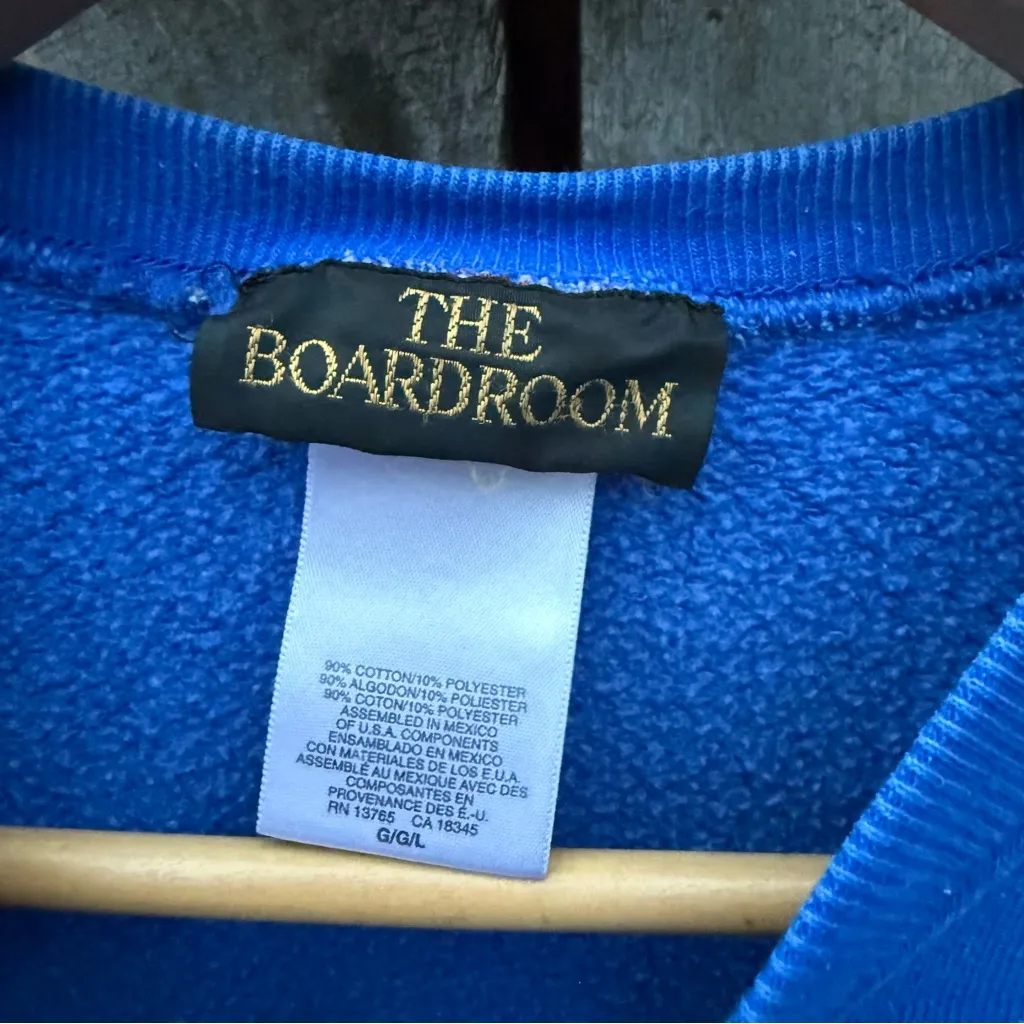 THE
BOARDROOM
90% COTTON/10% POLYESTER
90% ALGODON/10% POLIESTER
90% COTON/10% POLYESTER
ASSEMBLED IN MEXICO
OF U.S.A. COMPONENTS
ENSAMBLADO EN MEXICO
CON MATERIALES DE LOS E.U.A.
ASSEMBLÉ AU MEXIQUE AVEC DES
COMPOSANTES EN
PROVENANCE DES É.-U.
RN 13765 CA 18345
G/G/L